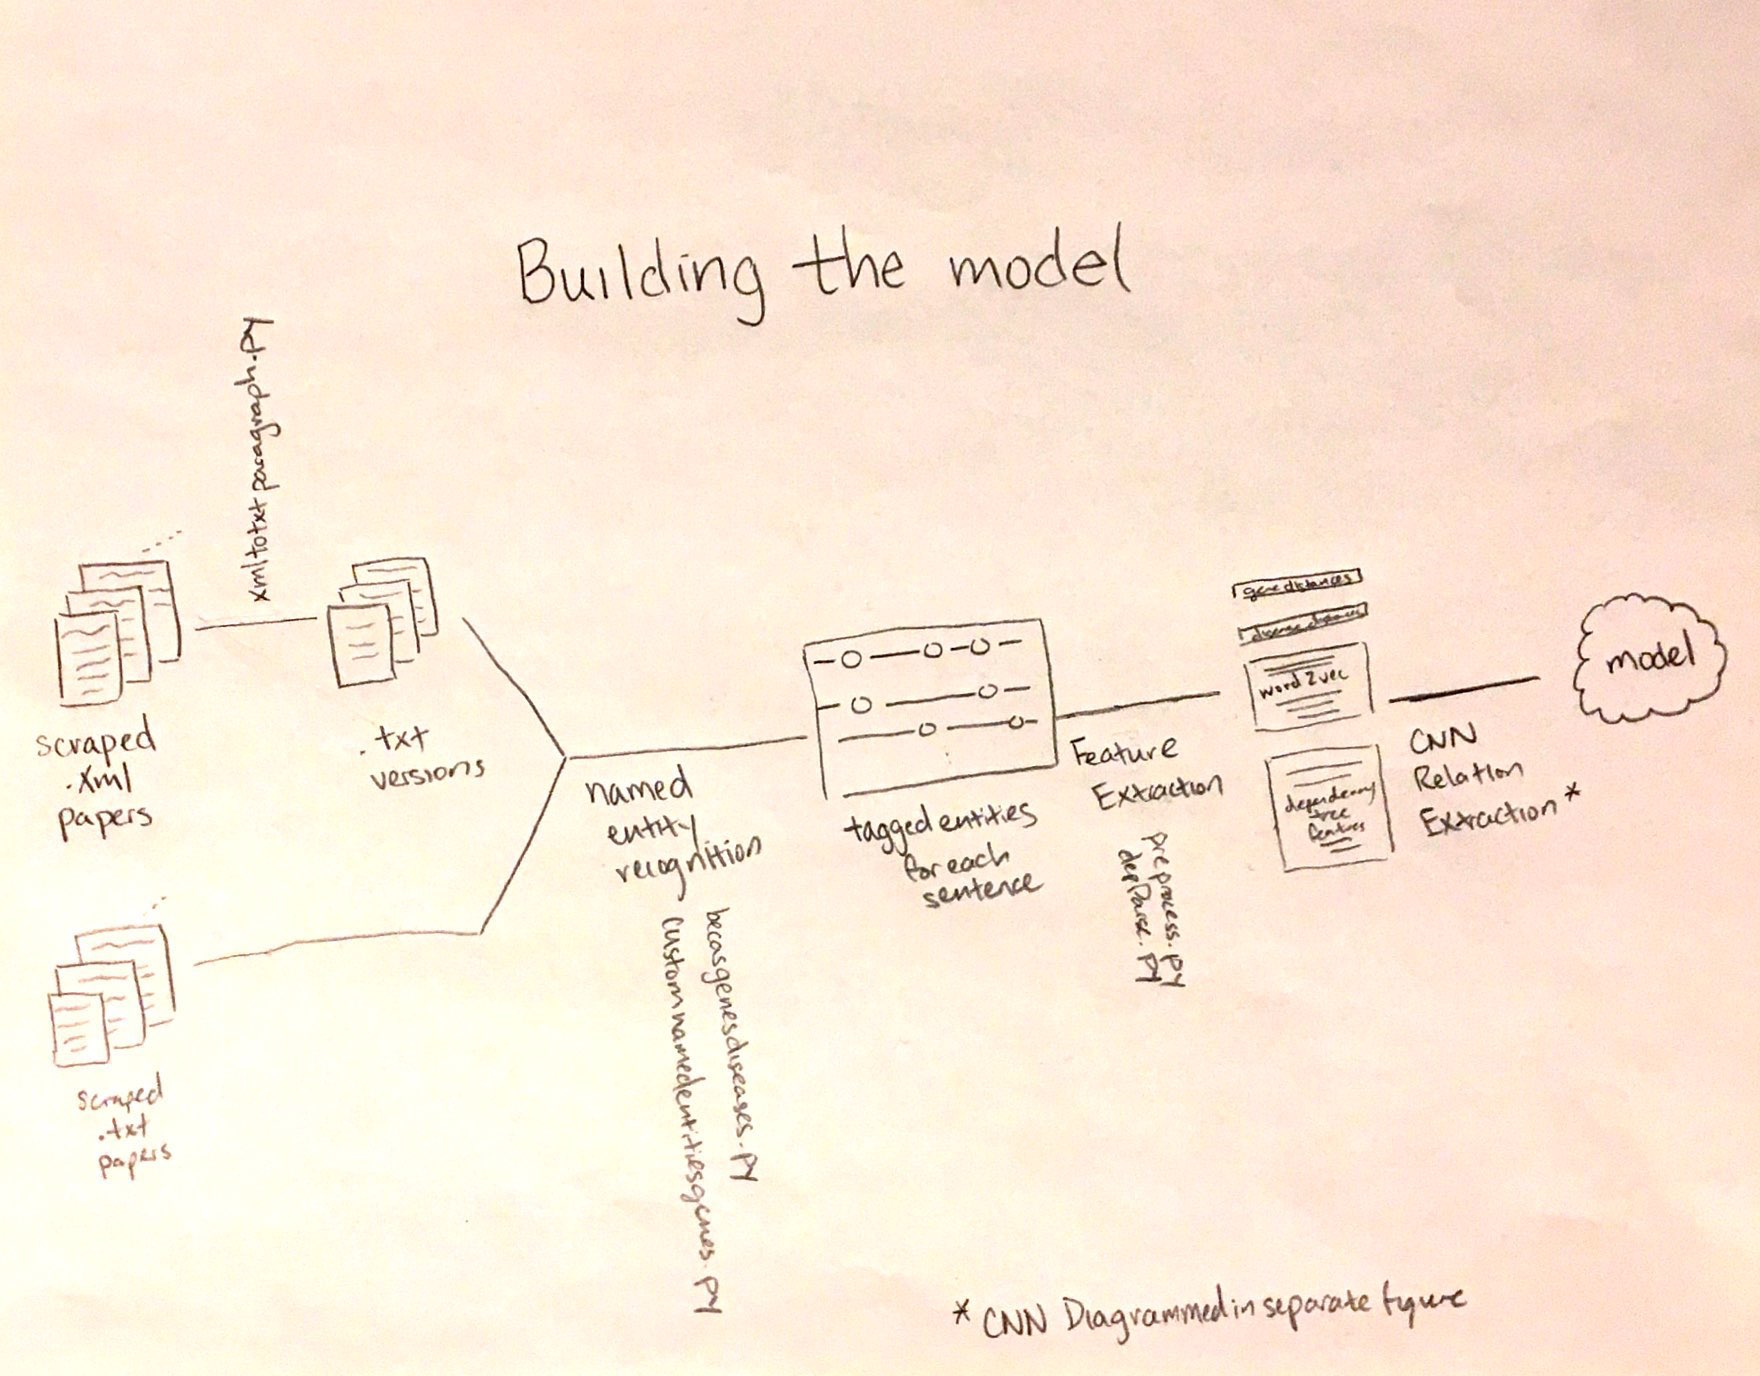 Building the model
xmltotxtparagraph.py
scraped
.xml
papers
.txt
versions
scraped
.txt
papers
named
entity
recognition
becasgenesdiseases.py
customnamedentitiesgenes.py
tagged entities
for each
sentence
Feature
Extraction
preprocess.py
depParse.py
gene distances
disease distances
word2vec
dependency
tree
features
CNN
Relation
Extraction*
model
* CNN Diagrammed in separate figure